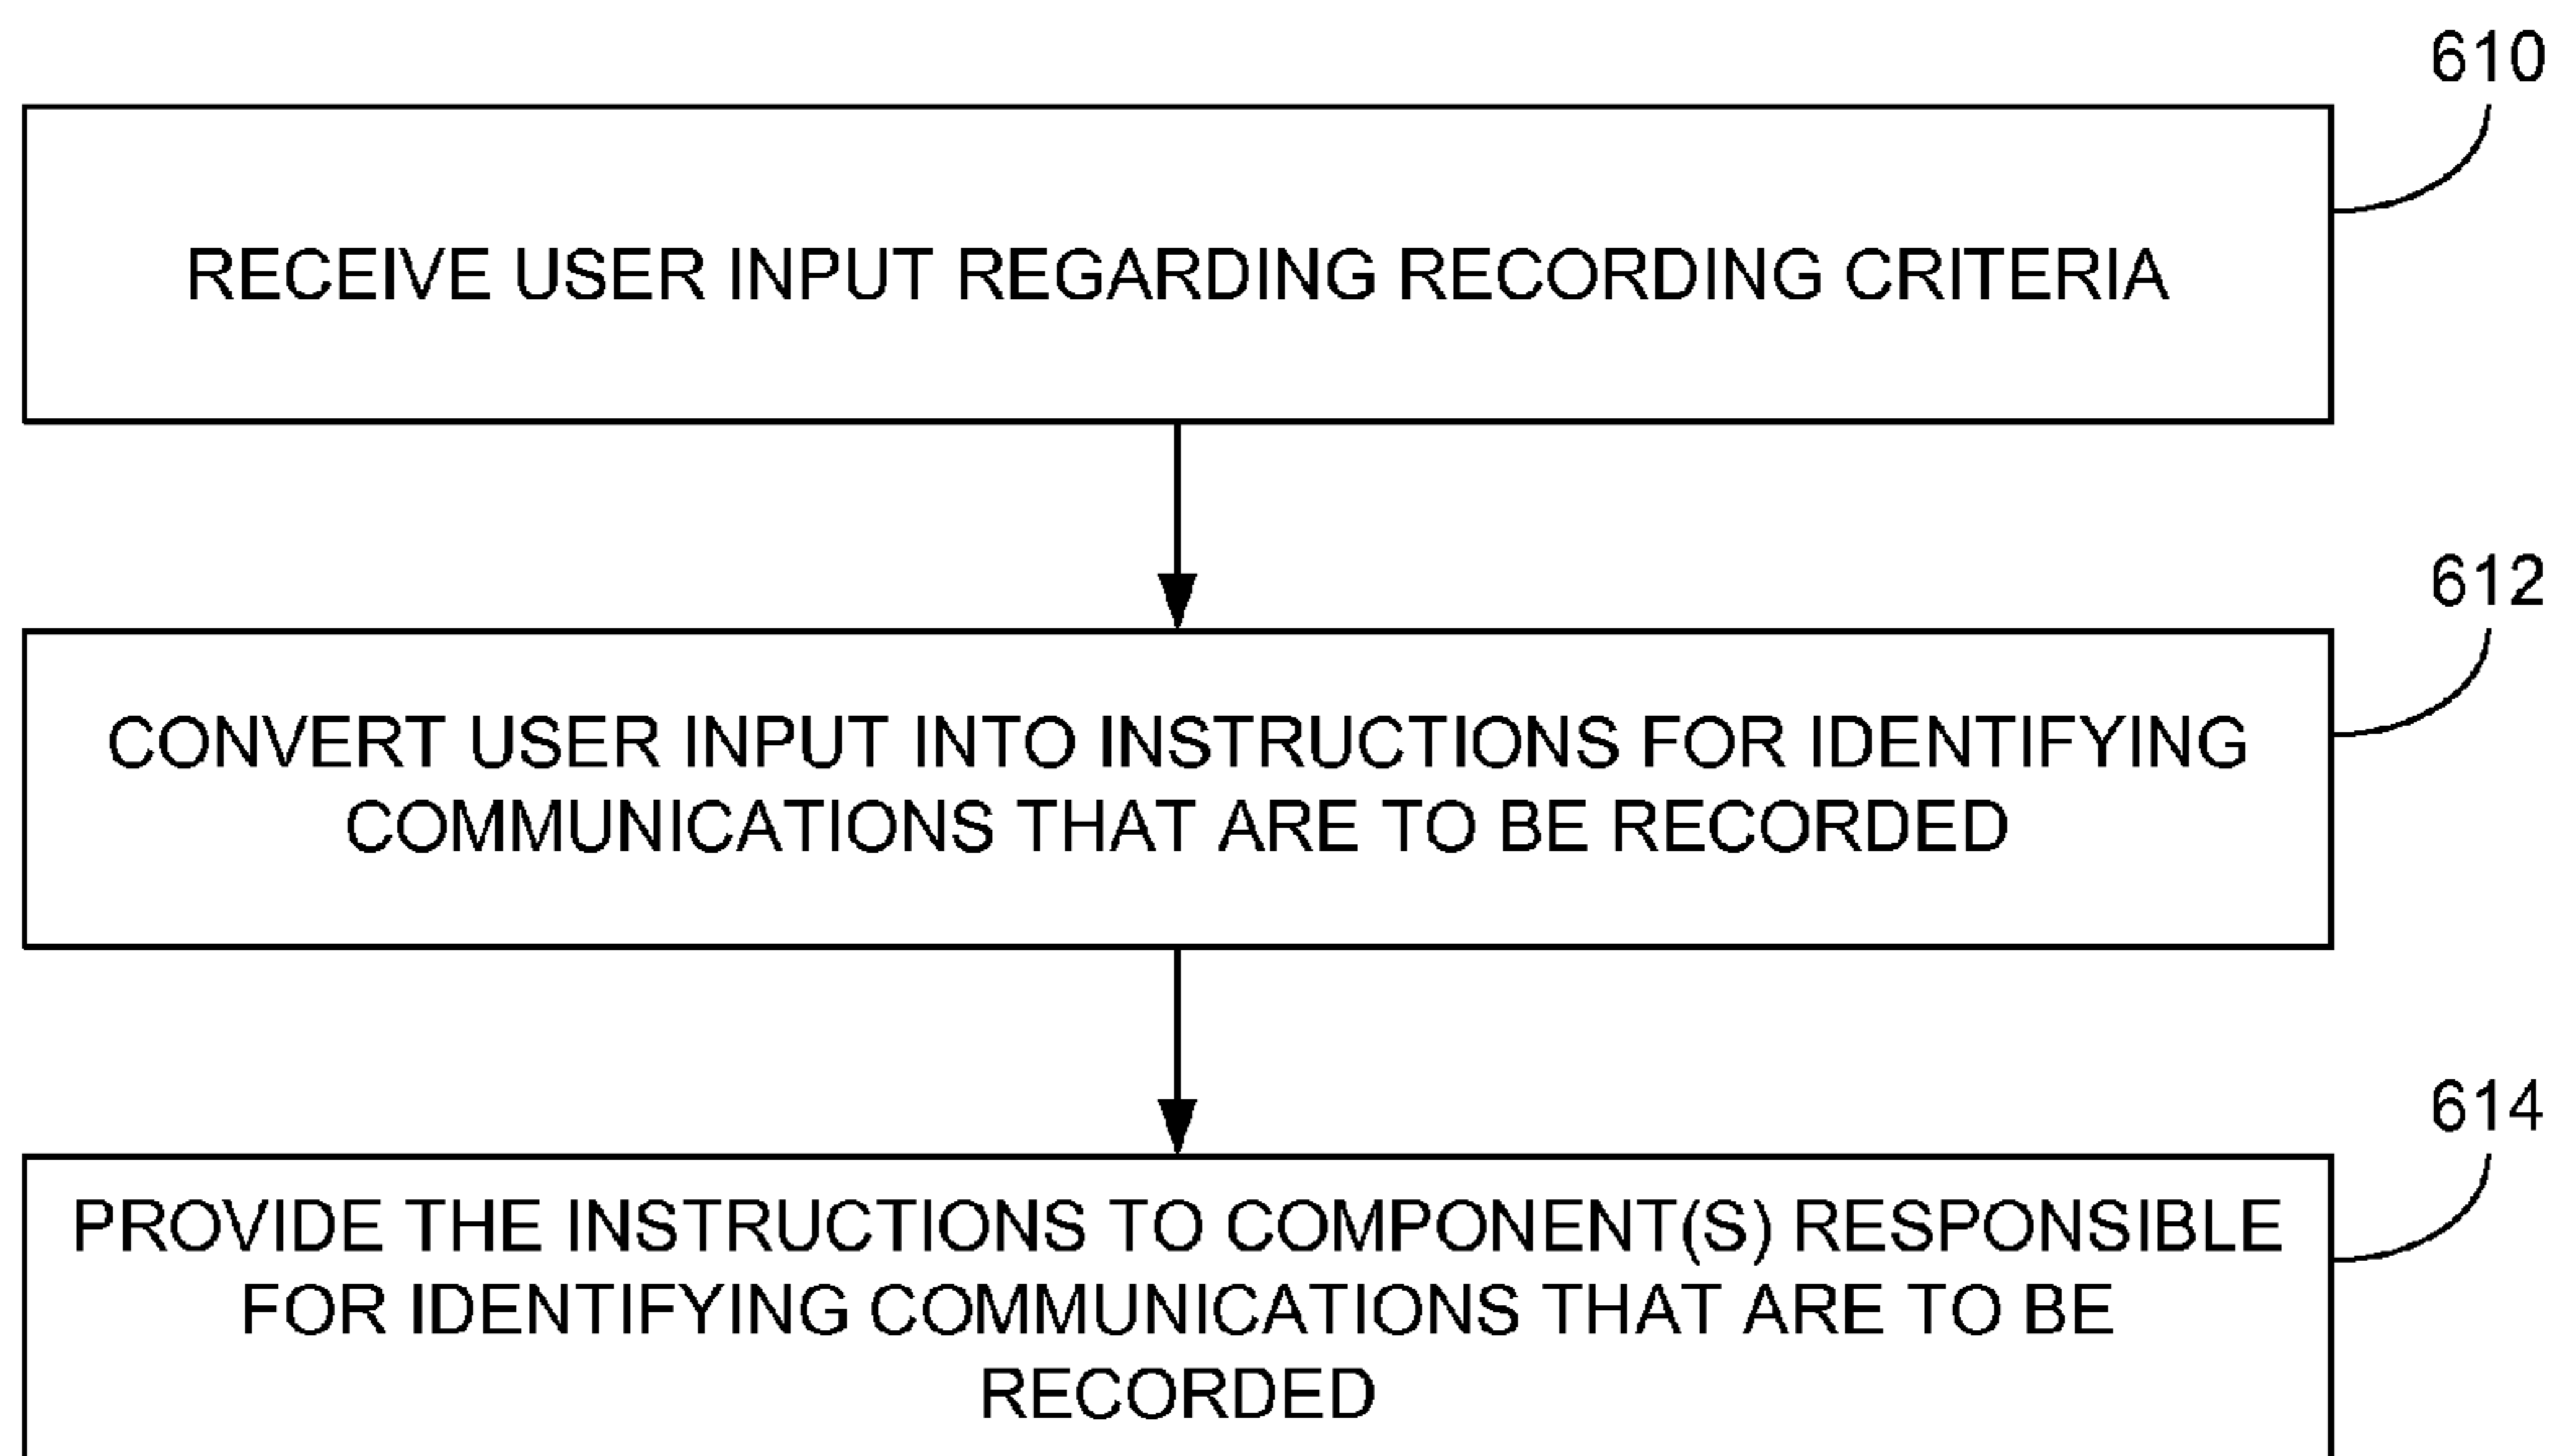 610
RECEIVE USER INPUT REGARDING RECORDING CRITERIA
612
CONVERT USER INPUT INTO INSTRUCTIONS FOR IDENTIFYING
COMMUNICATIONS THAT ARE TO BE RECORDED
614
PROVIDE THE INSTRUCTIONS TO COMPONENT(S) RESPONSIBLE
FOR IDENTIFYING COMMUNICATIONS THAT ARE TO BE
RECORDED